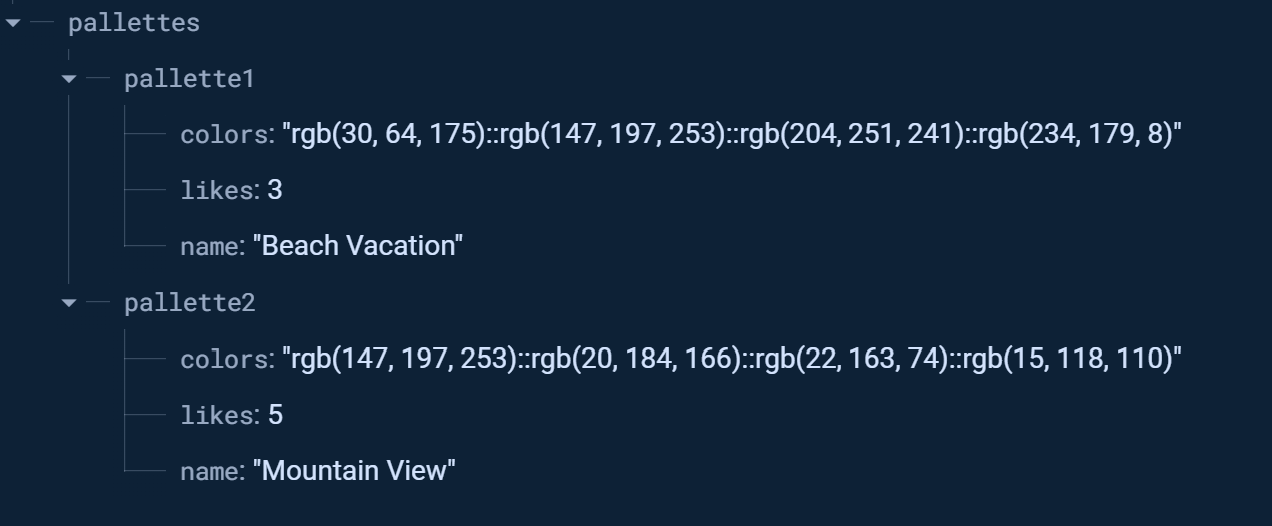 pallettes
pallette1
colors: "rgb(30, 64, 175)::rgb(147, 197, 253)::rgb(204, 251, 241)::rgb(234, 179, 8)"
likes: 3
name: "Beach Vacation"
pallette2
colors: "rgb(147, 197, 253)::rgb(20, 184, 166)::rgb(22, 163, 74)::rgb(15, 118, 110)"
likes: 5
name: "Mountain View"